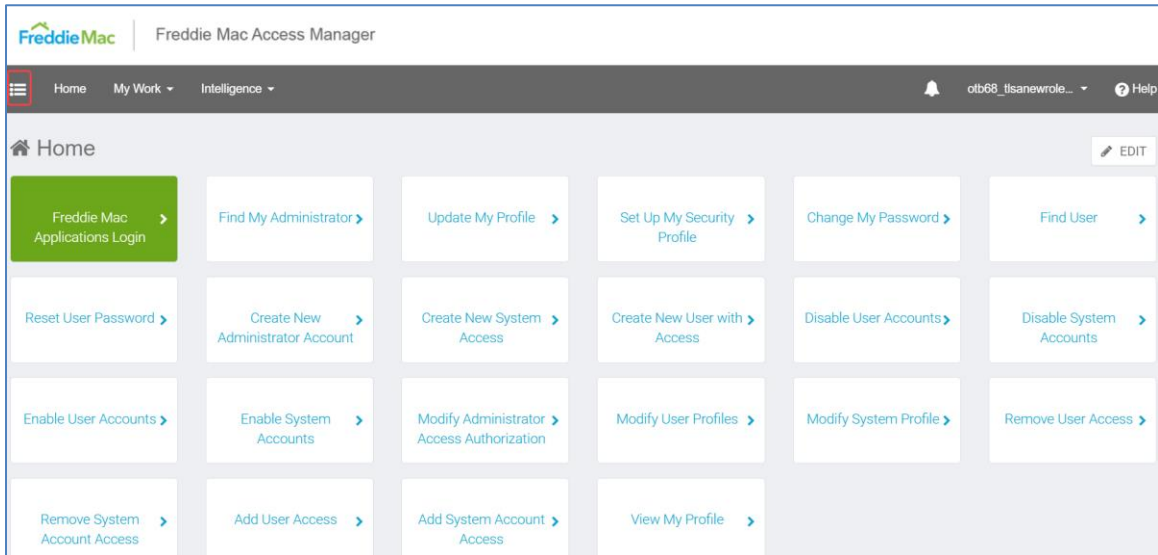 Freddie Mac
Freddie Mac Access Manager
Home My Work Intelligence otb68_tlsanewrole... Help
Home
EDIT
Freddie Mac
Applications Login
Find My Administrator
Update My Profile
Set Up My Security
Profile
Change My Password
Find User
Reset User Password
Create New
Administrator Account
Create New System
Access
Create New User with
Access
Disable User Accounts
Disable System
Accounts
Enable User Accounts
Enable System
Accounts
Modify Administrator
Access Authorization
Modify User Profiles
Modify System Profile
Remove User Access
Remove System
Account Access
Add User Access
Add System Account
Access
View My Profile